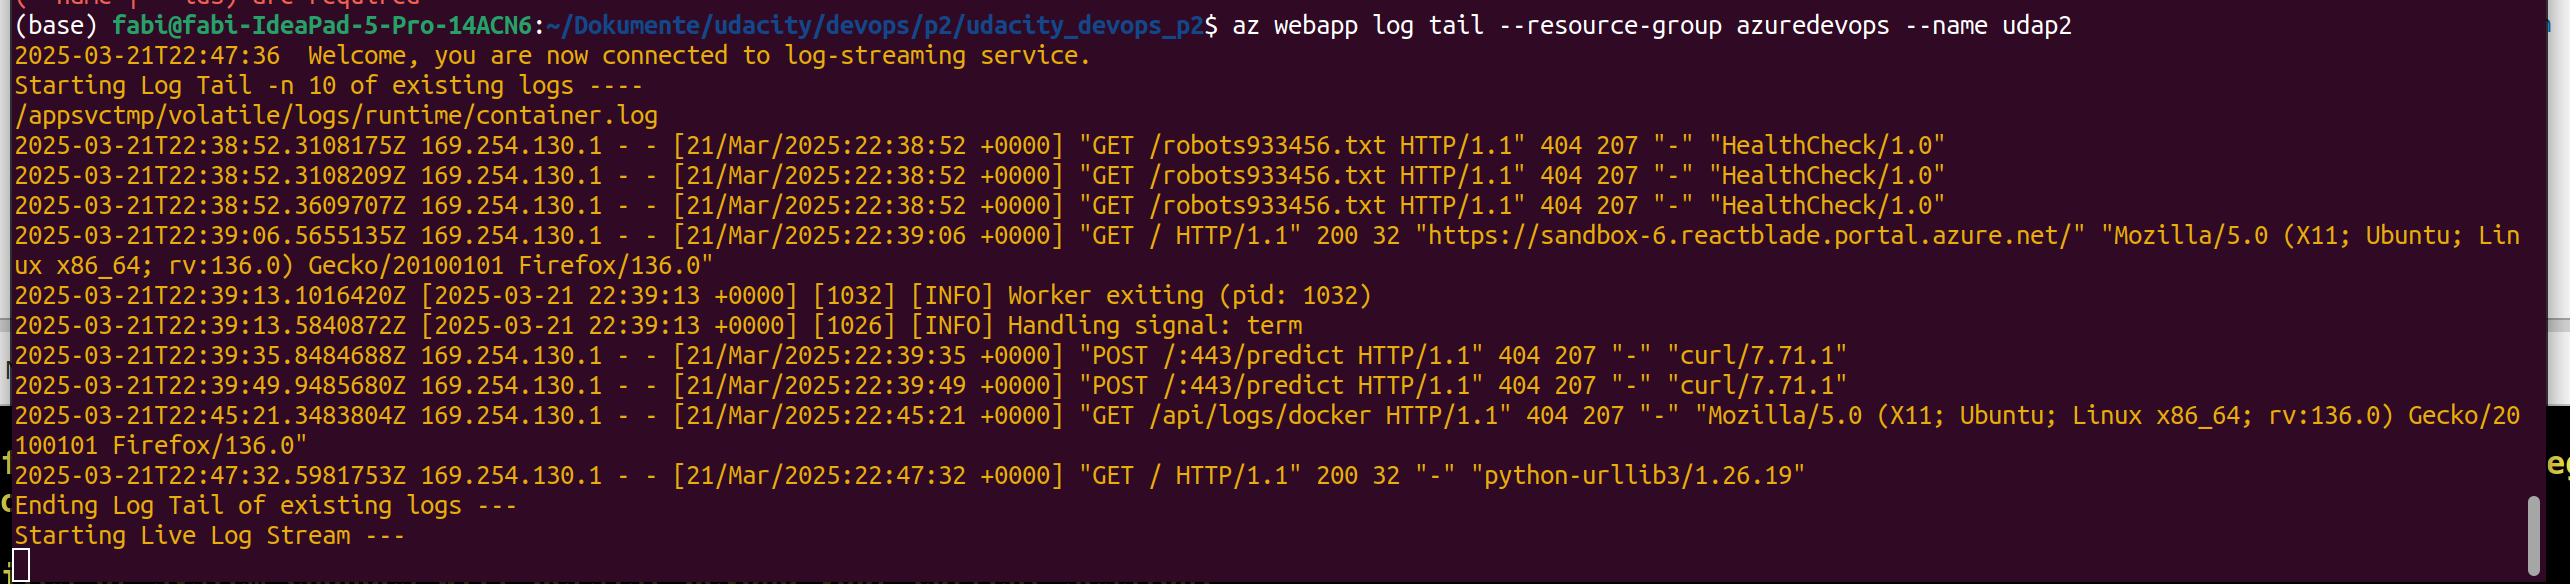 (base) fabi@fabi-IdeaPad-5-Pro-14ACN6:~/Dokumente/udacity/devops/p2/udacity_devops_p2$ az webapp log tail --resource-group azuredevops --name udap2
2025-03-21T22:47:36  Welcome, you are now connected to log-streaming service.
Starting Log Tail -n 10 of existing logs ----
/appsvctmp/volatile/logs/runtime/container.log
2025-03-21T22:38:52.3108175Z 169.254.130.1 - - [21/Mar/2025:22:38:52 +0000] "GET /robots933456.txt HTTP/1.1" 404 207 "-" "HealthCheck/1.0"
2025-03-21T22:38:52.3108209Z 169.254.130.1 - - [21/Mar/2025:22:38:52 +0000] "GET /robots933456.txt HTTP/1.1" 404 207 "-" "HealthCheck/1.0"
2025-03-21T22:38:52.3609707Z 169.254.130.1 - - [21/Mar/2025:22:38:52 +0000] "GET /robots933456.txt HTTP/1.1" 404 207 "-" "HealthCheck/1.0"
2025-03-21T22:39:06.5655135Z 169.254.130.1 - - [21/Mar/2025:22:39:06 +0000] "GET / HTTP/1.1" 200 32 "https://sandbox-6.reactblade.portal.azure.net/" "Mozilla/5.0 (X11; Ubuntu; Lin
ux x86_64; rv:136.0) Gecko/20100101 Firefox/136.0"
2025-03-21T22:39:13.1016420Z [2025-03-21 22:39:13 +0000] [1032] [INFO] Worker exiting (pid: 1032)
2025-03-21T22:39:13.5840872Z [2025-03-21 22:39:13 +0000] [1026] [INFO] Handling signal: term
2025-03-21T22:39:35.8484688Z 169.254.130.1 - - [21/Mar/2025:22:39:35 +0000] "POST /:443/predict HTTP/1.1" 404 207 "-" "curl/7.71.1"
2025-03-21T22:39:49.9485680Z 169.254.130.1 - - [21/Mar/2025:22:39:49 +0000] "POST /:443/predict HTTP/1.1" 404 207 "-" "curl/7.71.1"
2025-03-21T22:45:21.3483804Z 169.254.130.1 - - [21/Mar/2025:22:45:21 +0000] "GET /api/logs/docker HTTP/1.1" 404 207 "-" "Mozilla/5.0 (X11; Ubuntu; Linux x86_64; rv:136.0) Gecko/20
100101 Firefox/136.0"
2025-03-21T22:47:32.5981753Z 169.254.130.1 - - [21/Mar/2025:22:47:32 +0000] "GET / HTTP/1.1" 200 32 "-" "python-urllib3/1.26.19"
Ending Log Tail of existing logs ---
Starting Live Log Stream ---